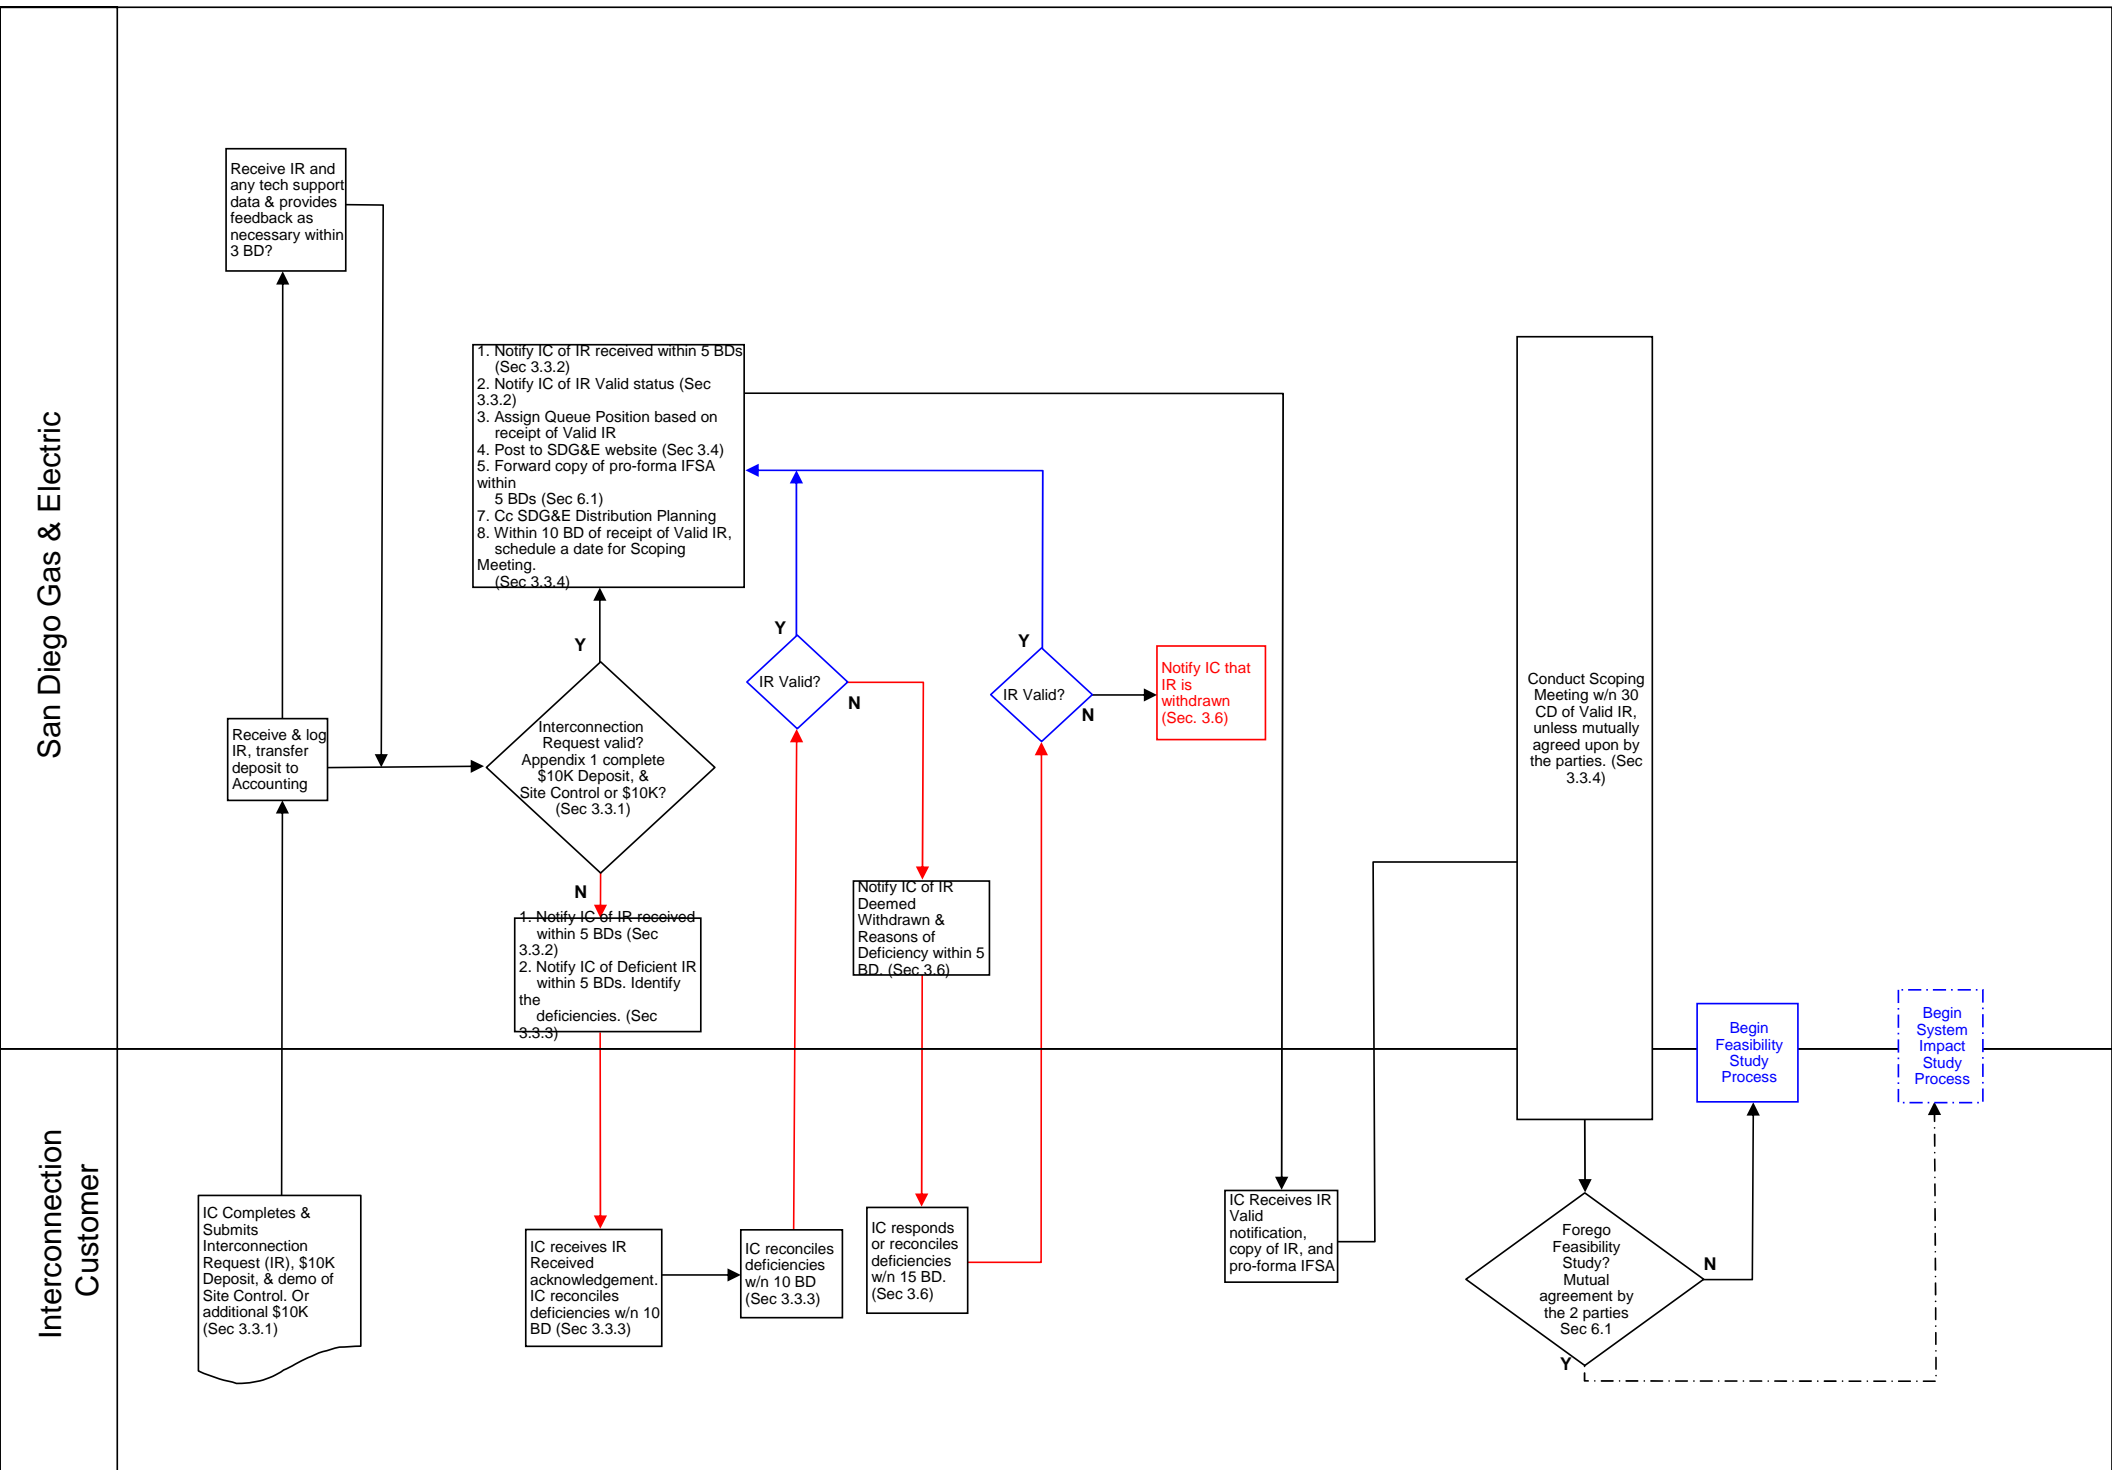 San Diego Gas & Electric
Receive IR and
any tech support
data & provides
feedback as
necessary within
3 BD?
1. Notify IC of IR received within 5 BDs
(Sec 3.3.2)
2. Notify IC of IR Valid status (Sec
3.3.2)
3. Assign Queue Position based on
receipt of Valid IR
4. Post to SDG&E website (Sec 3.4)
5. Forward copy of pro-forma IFSA
within
5 BDs (Sec 6.1)
7. Cc SDG&E Distribution Planning
8. Within 10 BD of receipt of Valid IR,
schedule a date for Scoping
Meeting.
(Sec 3.3.4)
Y
Y
Y
IR Valid?
N
IR Valid?
N
Notify IC that
IR is
withdrawn
(Sec. 3.6)
Receive & log
IR, transfer
deposit to
Accounting
Interconnection
Request valid?
Appendix 1 complete
$10K Deposit, &
Site Control or $10K?
(Sec 3.3.1)
N
Conduct Scoping
Meeting w/n 30
CD of Valid IR,
unless mutually
agreed upon by
the parties. (Sec
3.3.4)
1. Notify IC of IR received
within 5 BDs (Sec
3.3.2)
2. Notify IC of Deficient IR
within 5 BDs. Identify
the
deficiencies. (Sec
3.3.3)
Notify IC of IR
Deemed
Withdrawn &
Reasons of
Deficiency within 5
BD. (Sec 3.6)
Begin
Feasibility
Study
Process
Begin
System
Impact
Study
Process
Interconnection
Customer
IC Completes &
Submits
Interconnection
Request (IR), $10K
Deposit, & demo of
Site Control. Or
additional $10K
(Sec 3.3.1)
IC receives IR
Received
acknowledgement.
IC reconciles
deficiencies w/n 10
BD (Sec 3.3.3)
IC reconciles
deficiencies
w/n 10 BD
(Sec 3.3.3)
IC responds
or reconciles
deficiencies
w/n 15 BD.
(Sec 3.6)
IC Receives IR
Valid
notification,
copy of IR, and
pro-forma IFSA
Forego
Feasibility
Study?
Mutual
agreement by
the 2 parties
Sec 6.1
N
Y